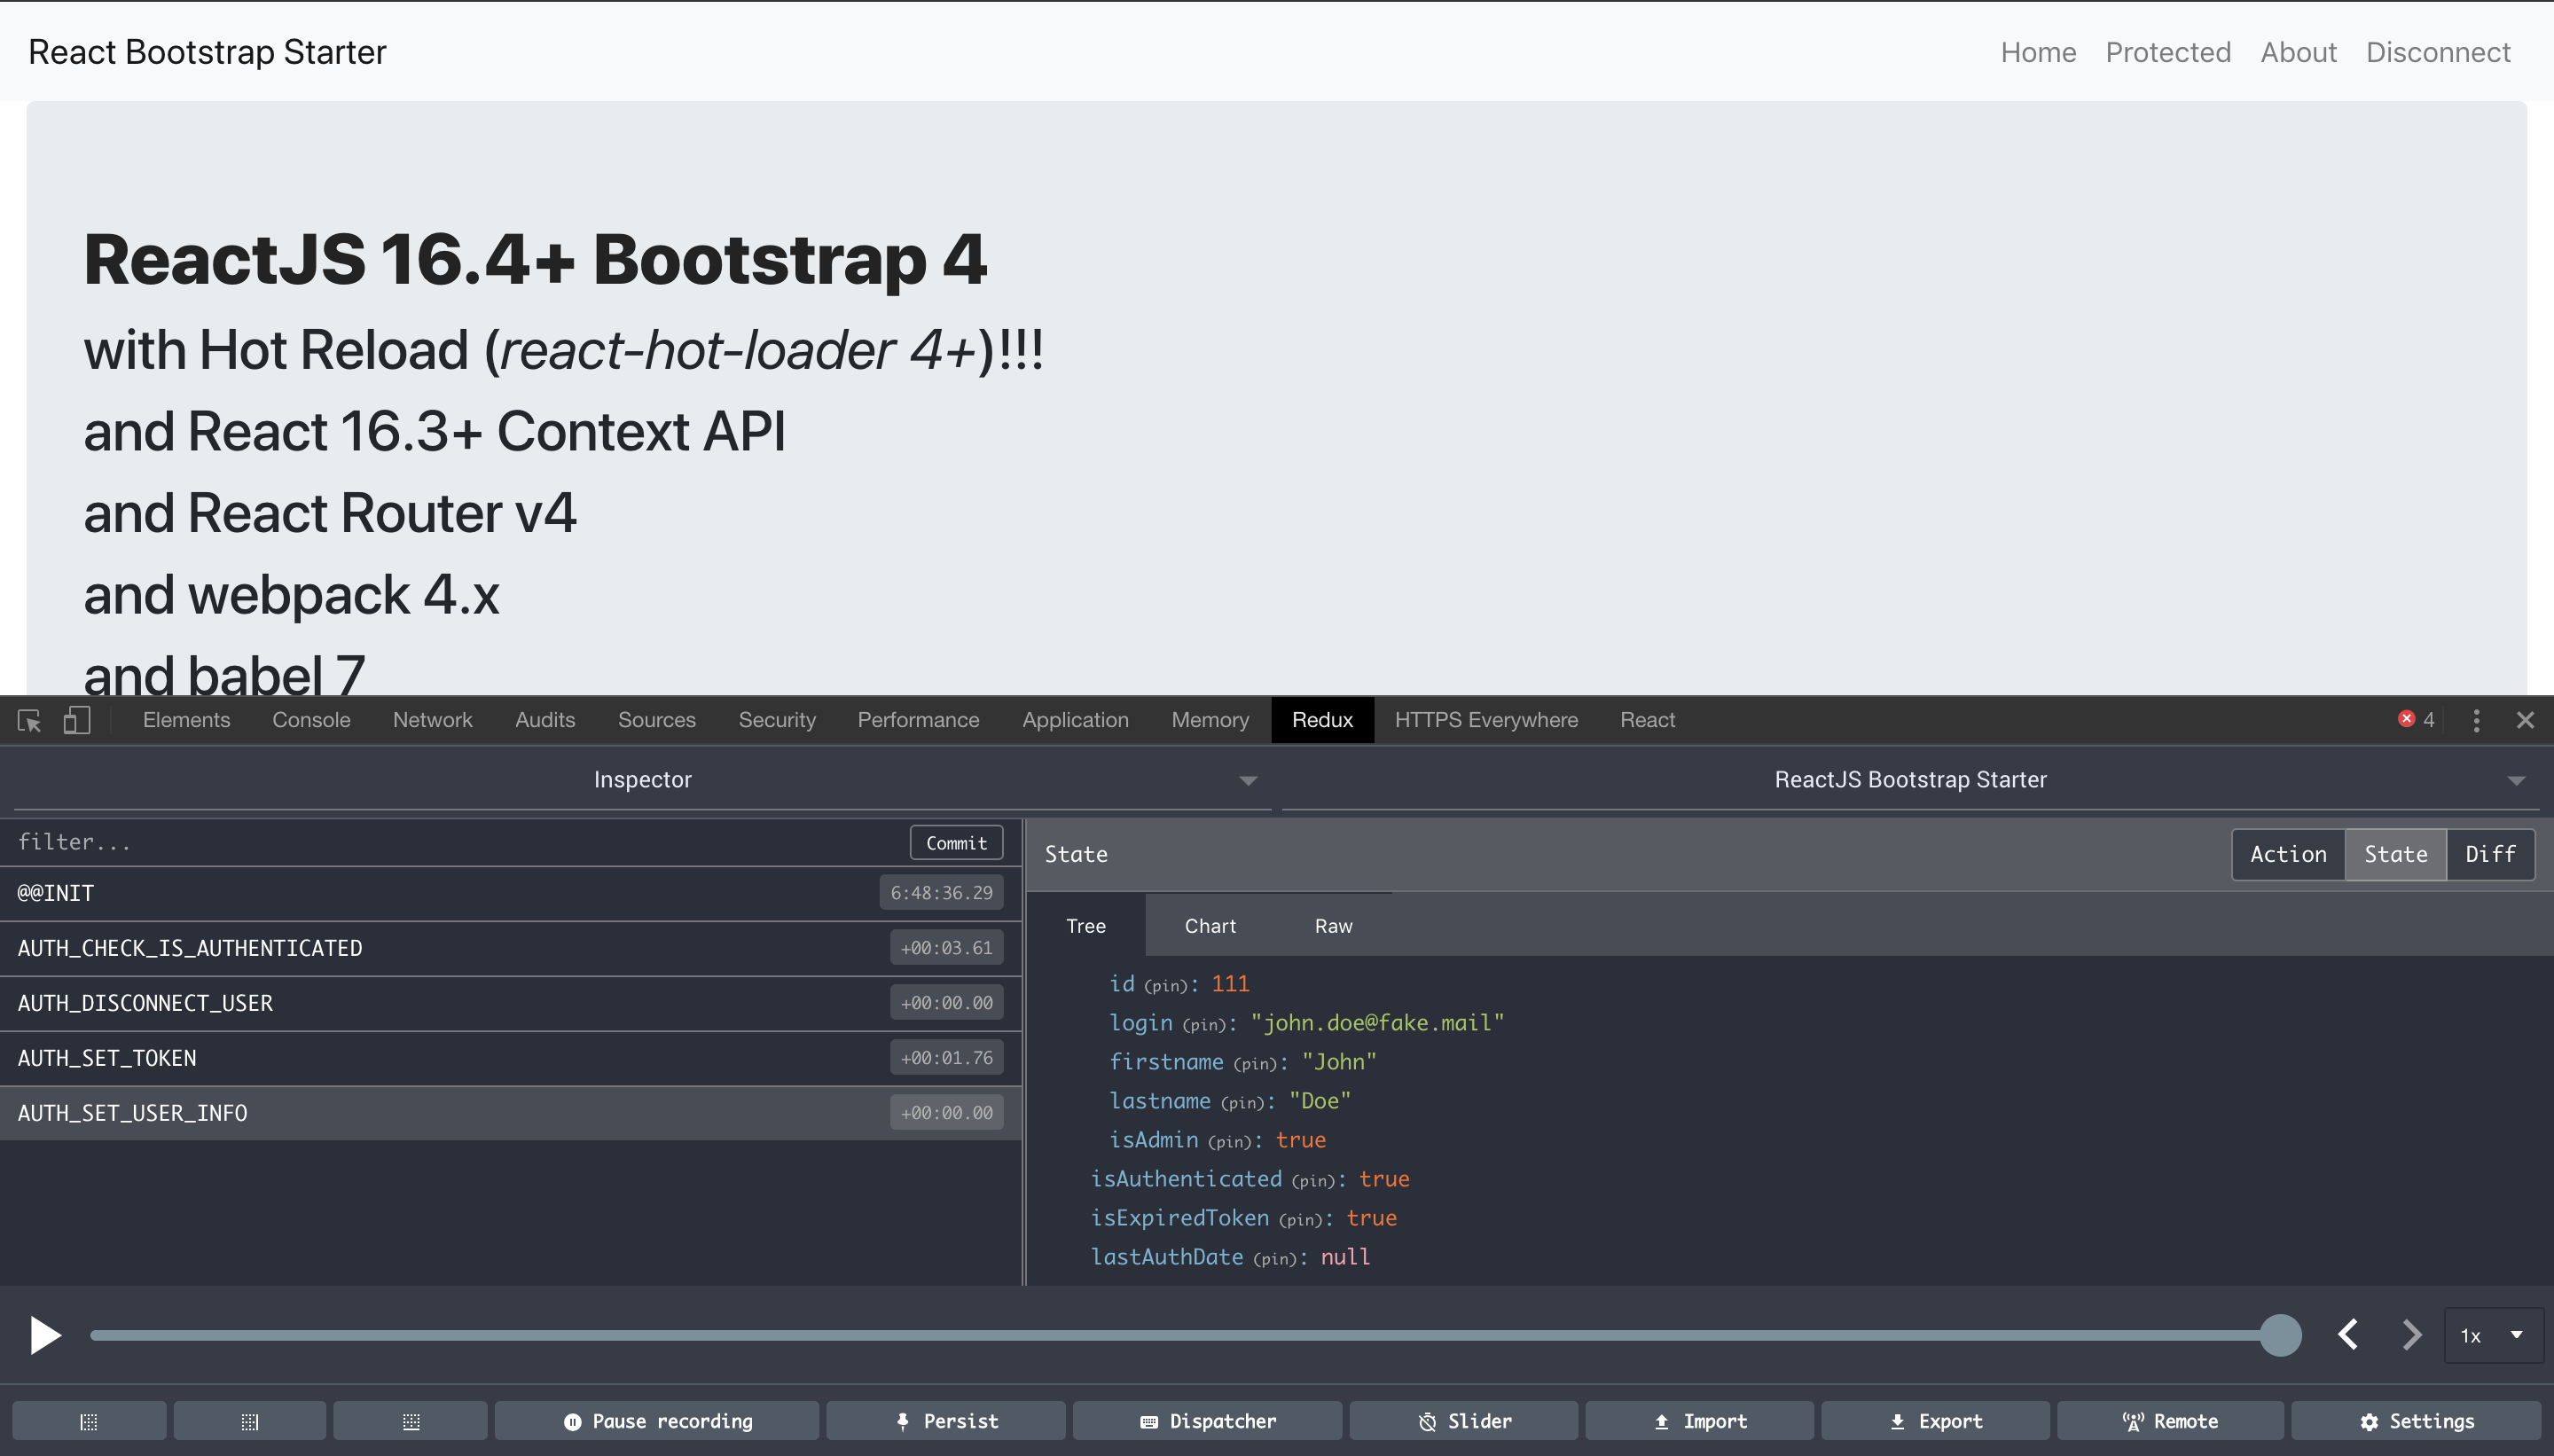 React Bootstrap Starter
Home Protected About Disconnect
ReactJS 16.4+ Bootstrap 4
with Hot Reload (react-hot-loader 4+)!!!
and React 16.3+ Context API
and React Router v4
and webpack 4.x
and babel 7
Elements Console Network Audits Sources Security Performance Application Memory Redux HTTPS Everywhere React 4
Inspector
ReactJS Bootstrap Starter
filter... Commit
@@INIT 6:48:36.29
AUTH_CHECK_IS_AUTHENTICATED +00:03.61
AUTH_DISCONNECT_USER +00:00.00
AUTH_SET_TOKEN +00:01.76
AUTH_SET_USER_INFO +00:00.00
State Action State Diff
Tree Chart Raw
id (pin): 111
login (pin): "john.doe@fake.mail"
firstname (pin): "John"
lastname (pin): "Doe"
isAdmin (pin): true
isAuthenticated (pin): true
isExpiredToken (pin): true
lastAuthDate (pin): null
1x
Pause recording Persist Dispatcher Slider Import Export Remote Settings